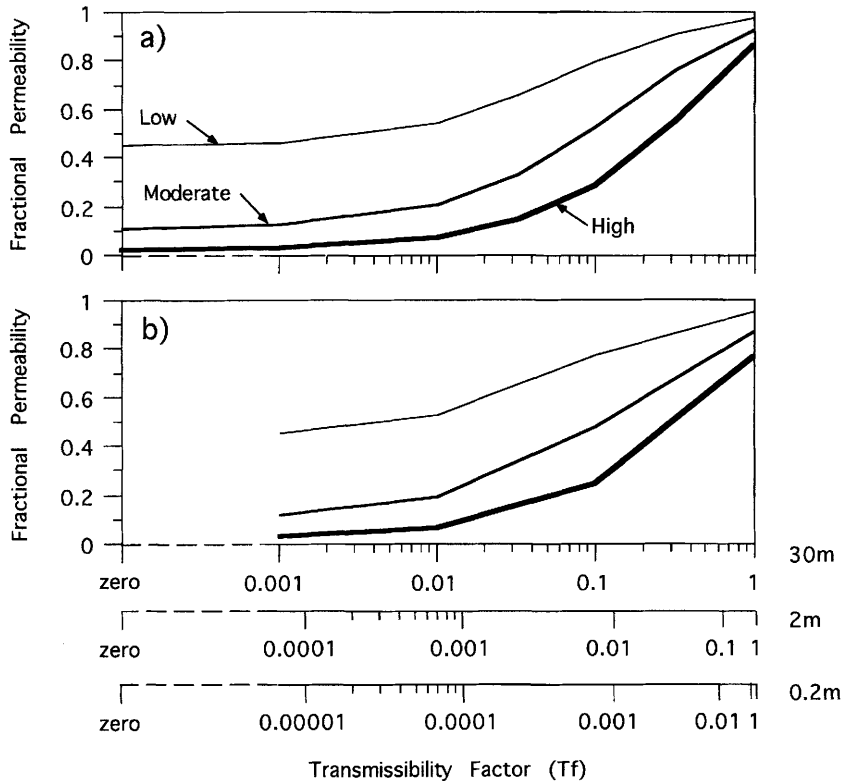 a)
Fractional Permeability
1
0.8
0.6
0.4
0.2
0
Low
Moderate
High
b)
Fractional Permeability
1
0.8
0.6
0.4
0.2
0
zero 0.001 0.01 0.1 1 30m
zero 0.0001 0.001 0.01 0.1 1 2m
zero 0.00001 0.0001 0.001 0.01 1 0.2m
Transmissibility Factor (Tf)